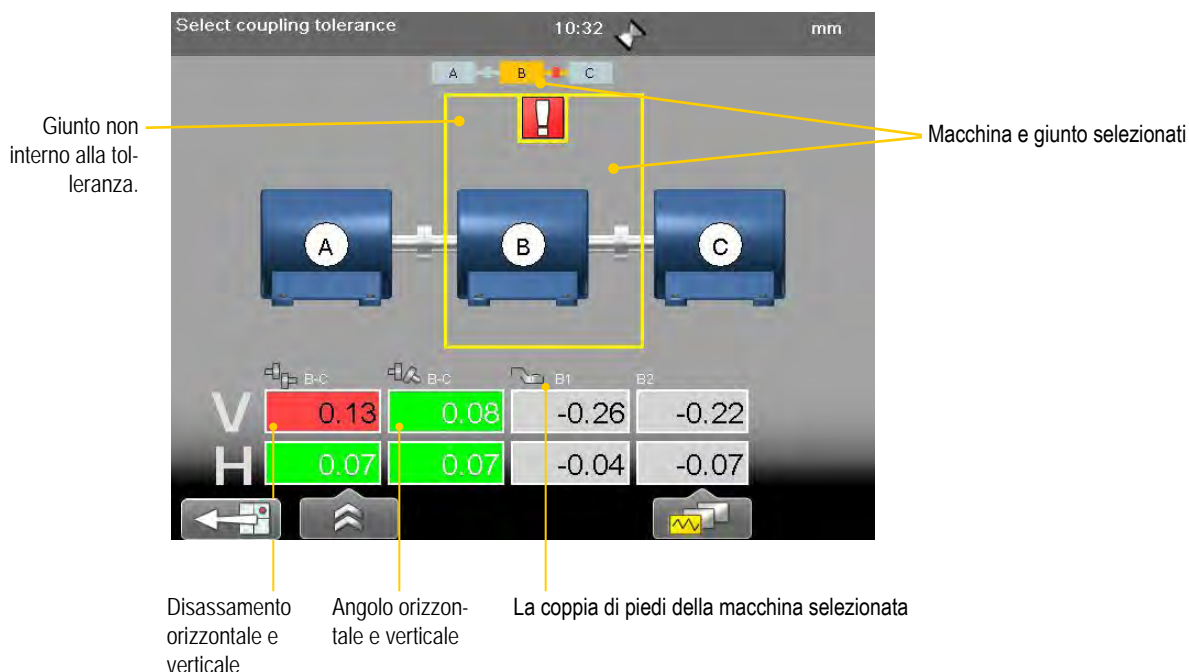 Select coupling tolerance 10:32 mm
A B C
Giunto non
interno alla tol-
leranza.
Macchina e giunto selezionati
A B C
B-C B-C B1 B2
V 0.13 0.08 -0.26 -0.22
H 0.07 0.07 -0.04 -0.07
Disassamento
orizzontale e
verticale
Angolo orizzon-
tale e verticale
La coppia di piedi della macchina selezionata